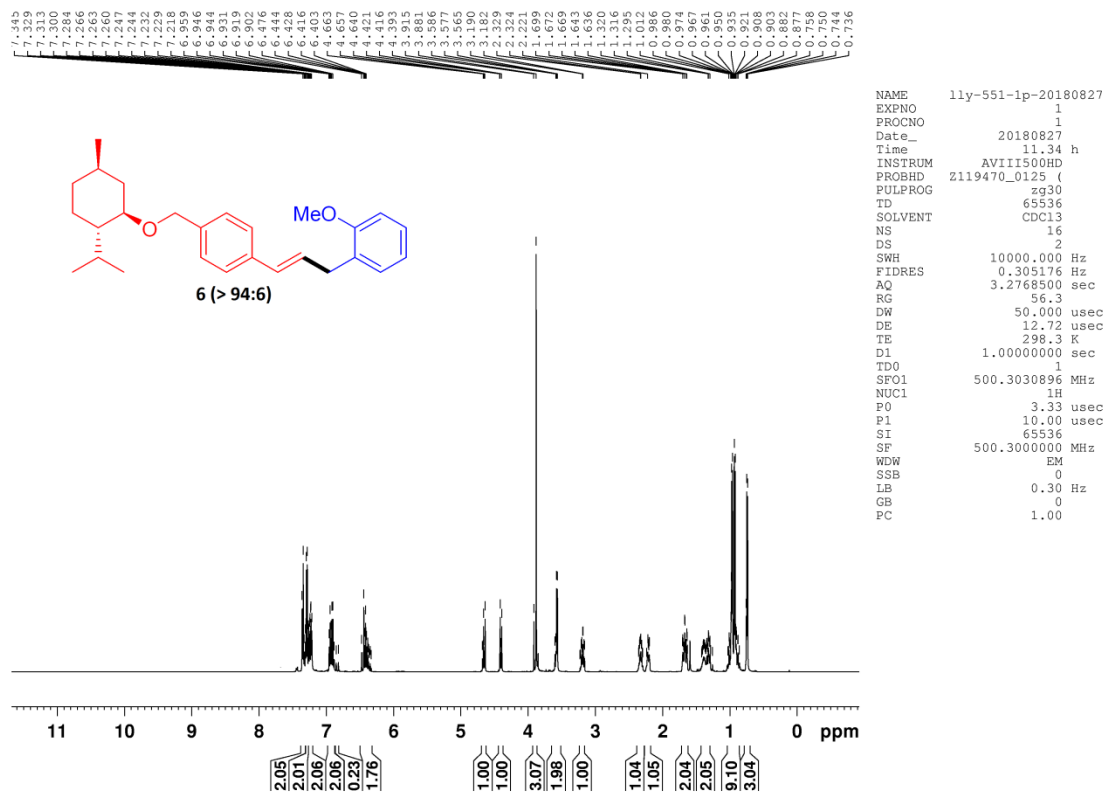 7.345 7.329 7.313 7.300 7.284 7.266 7.263 7.260 7.247 7.244 7.232 7.229 7.218 6.959 6.946 6.944 6.931 6.919 6.902 6.476 6.444 6.428 6.416 6.403 4.663 4.657 4.640 4.421 4.416 4.393 3.915 3.881 3.586 3.577 3.565 3.190 3.182 2.329 2.324 2.221 1.699 1.672 1.669 1.643 1.636 1.320 1.316 1.295 1.012 0.986 0.980 0.974 0.967 0.961 0.950 0.935 0.921 0.908 0.903 0.882 0.877 0.758 0.750 0.744 0.736
NAME lly-551-1p-20180827
EXPNO 1
PROCNO 1
Date_ 20180827
Time 11.34 h
INSTRUM AVIII500HD
PROBHD Z119470_0125 (
PULPROG zg30
TD 65536
SOLVENT CDCl3
NS 16
DS 2
SWH 10000.000 Hz
FIDRES 0.305176 Hz
AQ 3.2768500 sec
RG 56.3
DW 50.000 usec
DE 12.72 usec
TE 298.3 K
D1 1.00000000 sec
TD0 1
SFO1 500.3030896 MHz
NUC1 1H
P0 3.33 usec
P1 10.00 usec
SI 65536
SF 500.3000000 MHz
WDW EM
SSB 0
LB 0.30 Hz
GB 0
PC 1.00
MeO
O
6 (> 94:6)
11 10 9 8 7 6 5 4 3 2 1 0 ppm
2.05 2.01 2.06 2.06 0.23 1.76 1.00 1.00 3.07 1.98 1.00 1.04 1.05 2.04 2.05 9.10 3.04